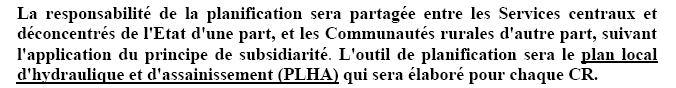 La responsabilité de la planification sera partagée entre les Services centraux et
déconcentrés de l'Etat d'une part, et les Communautés rurales d'autre part, suivant
l'application du principe de subsidiarité. L'outil de planification sera le plan local
d'hydraulique et d'assainissement (PLHA) qui sera élaboré pour chaque CR.